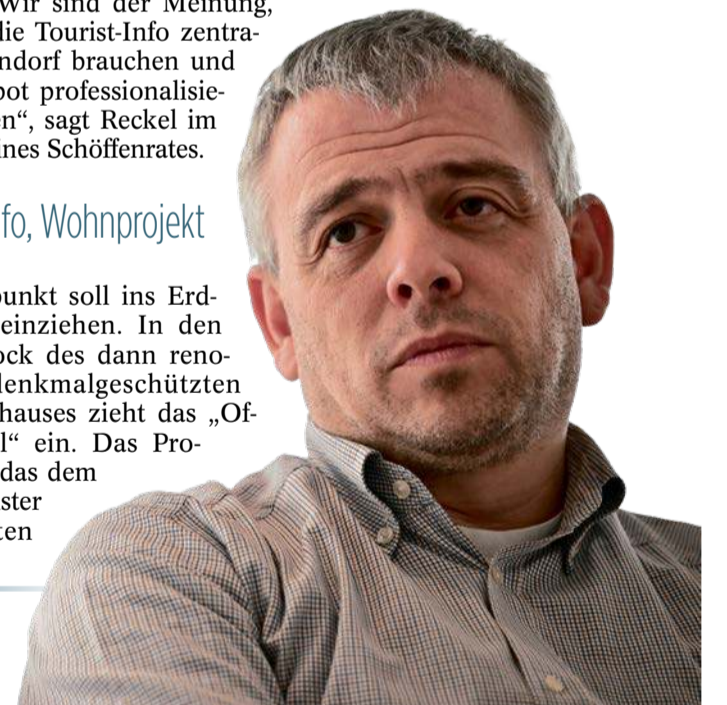 Wir sind der Meinung,
die Tourist-Info zentra-
ndorf brauchen und
professionalisie-
sagt Reckel im
ines Schöffenrates.
fo, Wohnprojekt
punkt soll ins Erd-
einziehen. In den
ock des dann reno-
denkmalgeschützten
hauses zieht das „Of-
l“ ein. Das Pro-
das dem
ster
ten